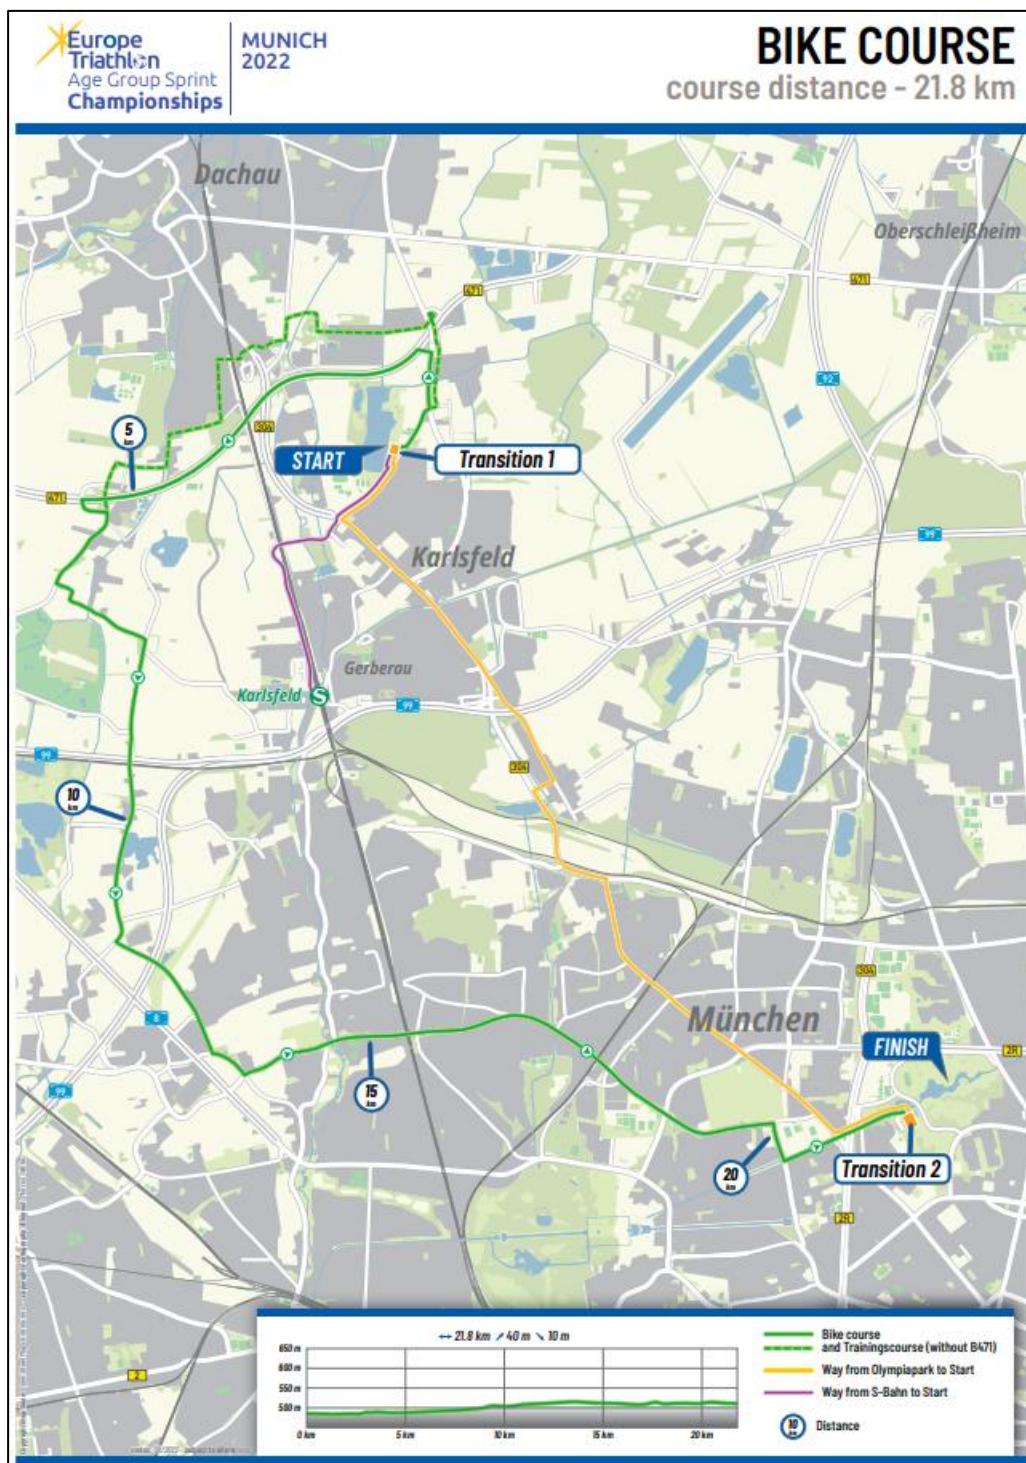 Europe
Triathlon
Age Group Sprint
Championships
MUNICH
2022
BIKE COURSE
course distance - 21.8 km
Dachau
Oberschleißheim
471
471
92
5
km
304
START
Transition 1
471
99
Karlsfeld
Gerberau
Karlsfeld
S
99
99
304
10
km
304
München
8
FINISH
2R
99
15
km
20
km
Transition 2
2R
2
21.8 km 40 m 10 m
650 m
600 m
550 m
500 m
0 km
5 km
10 km
15 km
20 km
Bike course
and Trainingscourse (without B471)
Way from Olympiapark to Start
Way from S-Bahn to Start
10
km
Distance